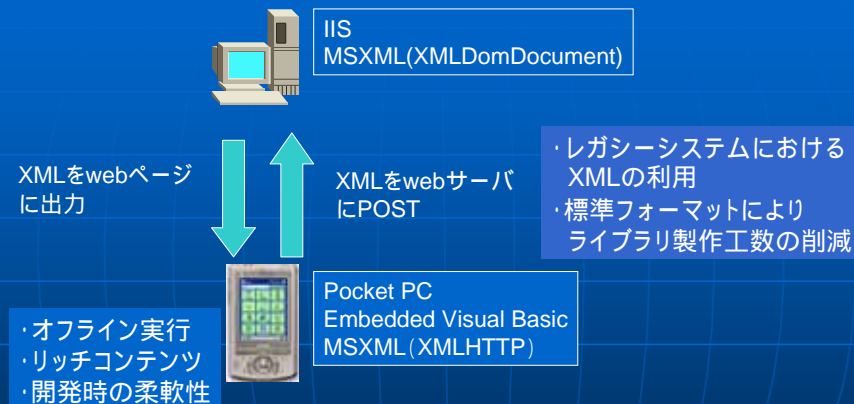 IIS
MSXML(XMLDomDocument)
XMLをwebページ
に出力
XMLをwebサーバ
にPOST
・レガシーシステムにおける
XMLの利用
・標準フォーマットにより
ライブラリ製作工数の削減
Pocket PC
Embedded Visual Basic
MSXML(XMLHTTP)
・オフライン実行
・リッチコンテンツ
・開発時の柔軟性